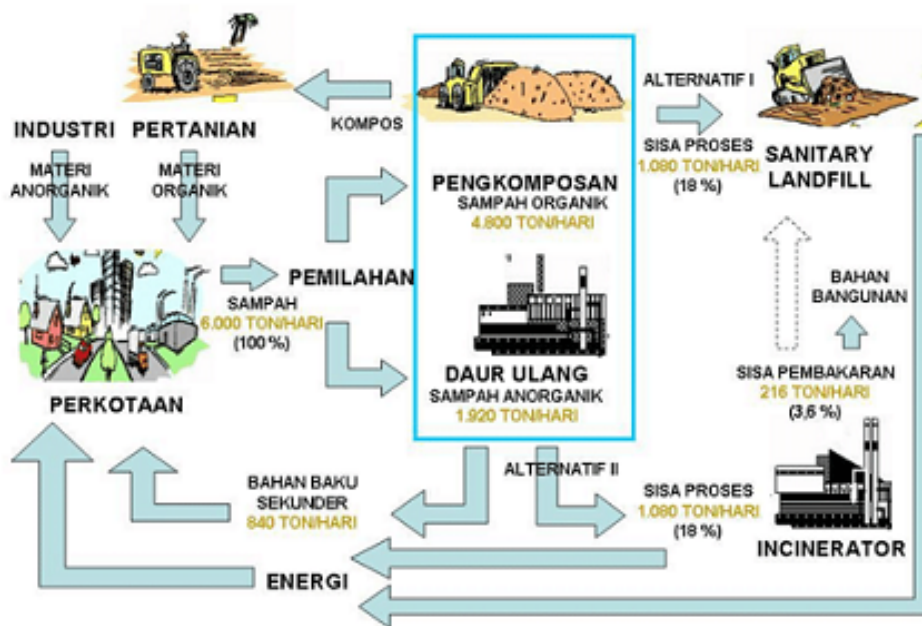 INDUSTRI
PERTANIAN
KOMPOS
ALTERNATIF I
MATERI
ANORGANIK
MATERI
ORGANIK
SISA PROSES
1.080 TON/HARI
(18 %)
SANITARY
LANDFILL
PENGKOMPOSAN
SAMPAH ORGANIK
4.800 TON/HARI
PEMILAHAN
SAMPAH
6.000 TON/HARI
(100 %)
BAHAN
BANGUNAN
PERKOTAAN
DAUR ULANG
SAMPAH ANORGANIK
1.920 TON/HARI
SISA PEMBAKARAN
216 TON/HARI
(3,6 %)
BAHAN BAKU
SEKUNDER
840 TON/HARI
ALTERNATIF II
SISA PROSES
1.080 TON/HARI
(18 %)
INCINERATOR
ENERGI